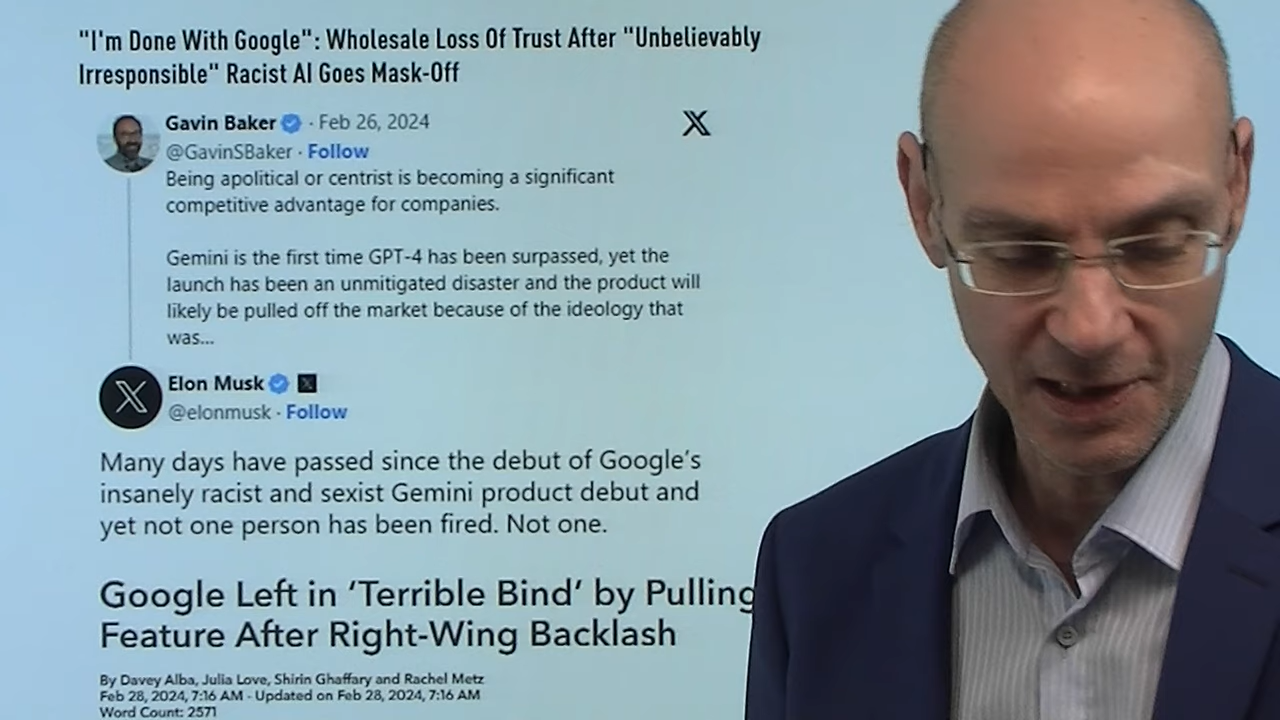 "I'm Done With Google": Wholesale Loss Of Trust After "Unbelievably
Irresponsible" Racist AI Goes Mask-Off
Gavin Baker · Feb 26, 2024
@GavinSBaker · Follow
Being apolitical or centrist is becoming a significant
competitive advantage for companies.
Gemini is the first time GPT-4 has been surpassed, yet the
launch has been an unmitigated disaster and the product will
likely be pulled off the market because of the ideology that
was...
Elon Musk
@elonmusk · Follow
Many days have passed since the debut of Google's
insanely racist and sexist Gemini product debut and
yet not one person has been fired. Not one.
Google Left in 'Terrible Bind' by Pulling
Feature After Right-Wing Backlash
By Davey Alba, Julia Love, Shirin Ghaffary and Rachel Metz
Feb 28, 2024, 7:16 AM - Updated on Feb 28, 2024, 7:16 AM
Word Count: 2571